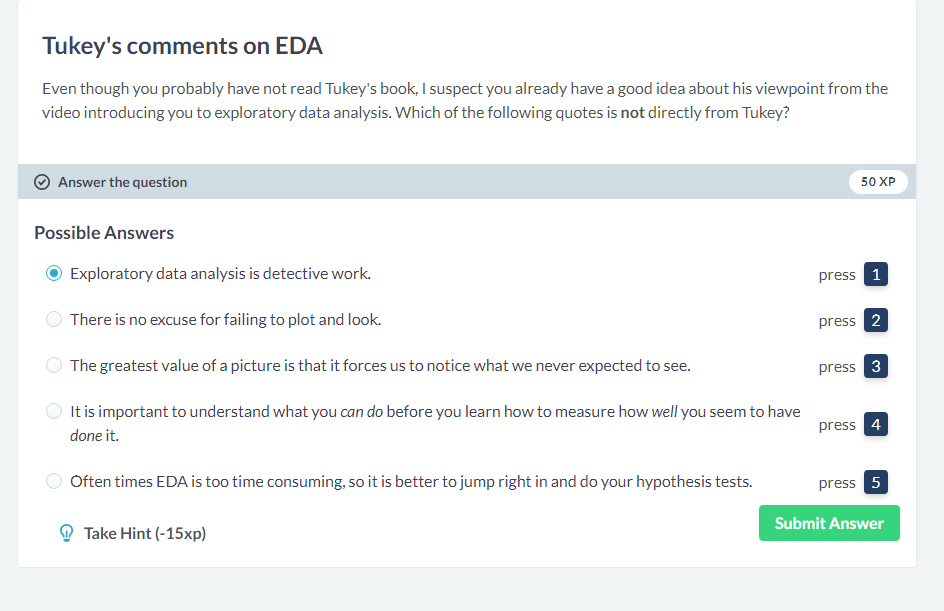 Tukey's comments on EDA
Even though you probably have not read Tukey's book, I suspect you already have a good idea about his viewpoint from the
video introducing you to exploratory data analysis. Which of the following quotes is not directly from Tukey?
Answer the question
50 XP
Possible Answers
Exploratory data analysis is detective work.
press 1
There is no excuse for failing to plot and look.
press 2
The greatest value of a picture is that it forces us to notice what we never expected to see.
press 3
It is important to understand what you can do before you learn how to measure how well you seem to have
done it.
press 4
Often times EDA is too time consuming, so it is better to jump right in and do your hypothesis tests.
press 5
Take Hint (-15xp)
Submit Answer